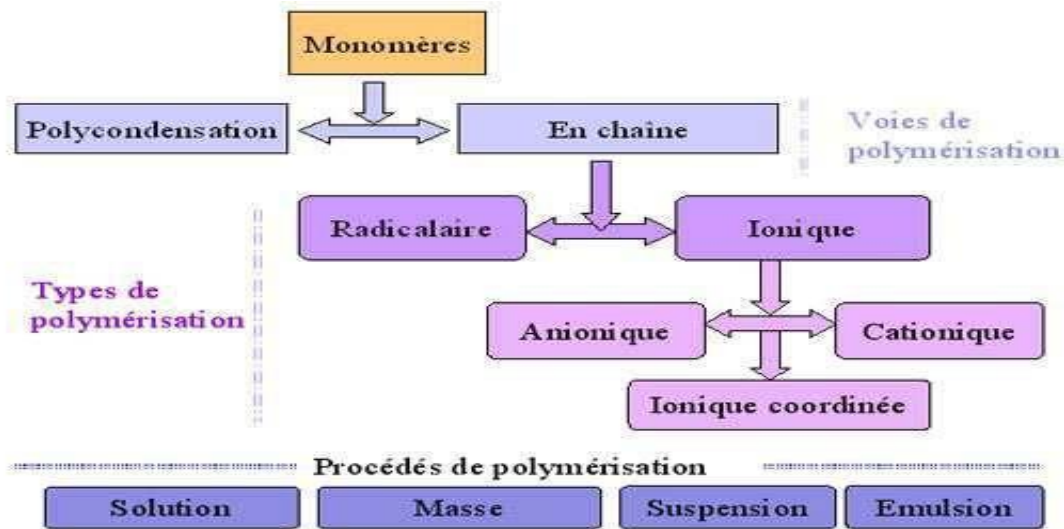 Monomères
Polycondensation
En chaîne
Voies de
polymérisation
Radicalaire
Ionique
Types de
polymérisation
Anionique
Cationique
Ionique coordinée
Procédés de polymérisation
Solution
Masse
Suspension
Emulsion